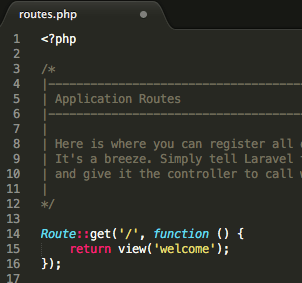 routes.php
1 <?php
2
3 /*
4 |--------------------------------------
5 | Application Routes
6 |--------------------------------------
7 |
8 | Here is where you can register all
9 | It's a breeze. Simply tell Laravel
10 | and give it the controller to call
11 |
12 */
13
14 Route::get('/', function () {
15     return view('welcome');
16 });
17